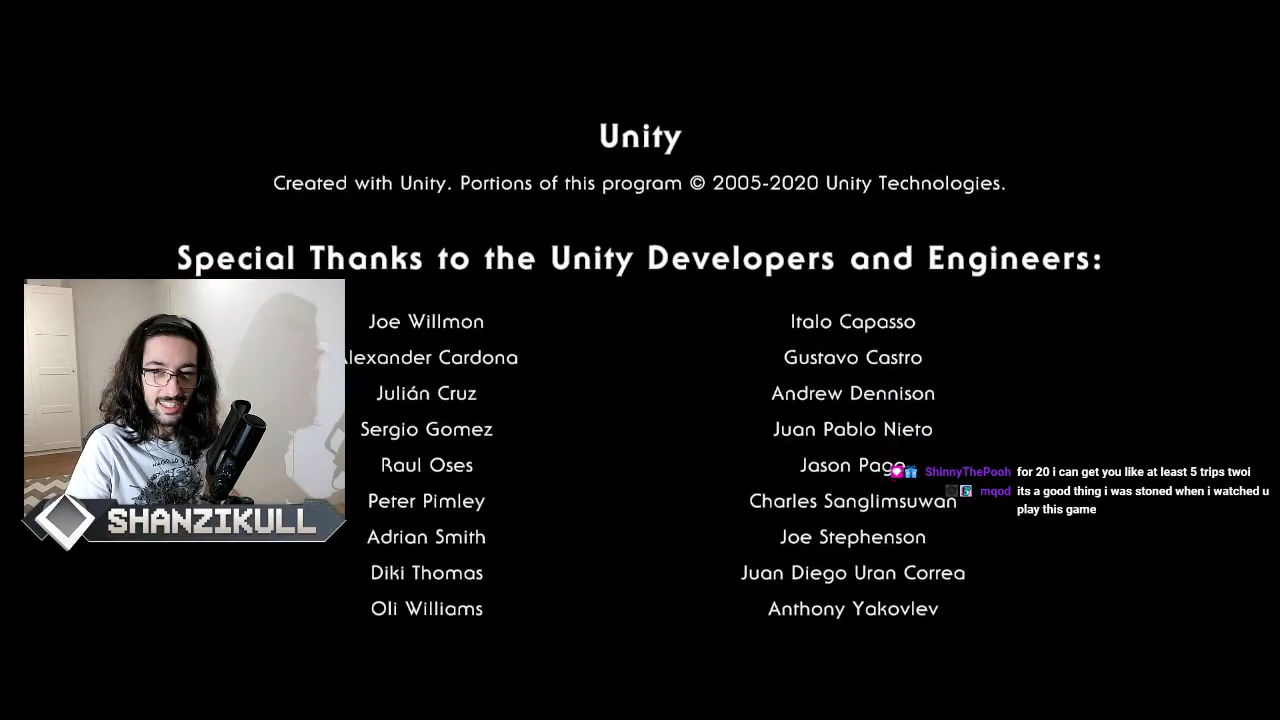 Unity
Created with Unity. Portions of this program © 2005-2020 Unity Technologies.
Special Thanks to the Unity Developers and Engineers:
Joe Willmon
Italo Capasso
lexander Cardona
Gustavo Castro
Julián Cruz
Andrew Dennison
Sergio Gomez
Juan Pablo Nieto
Raul Oses
Jason Page
ShinnyThePooh for 20 i can get you like at least 5 trips twoi
mqod its a good thing i was stoned when i watched u
play this game
Peter Pimley
Charles Sanglimsuwan
SHANZIKULL
Adrian Smith
Joe Stephenson
Diki Thomas
Juan Diego Uran Correa
Oli Williams
Anthony Yakovlev